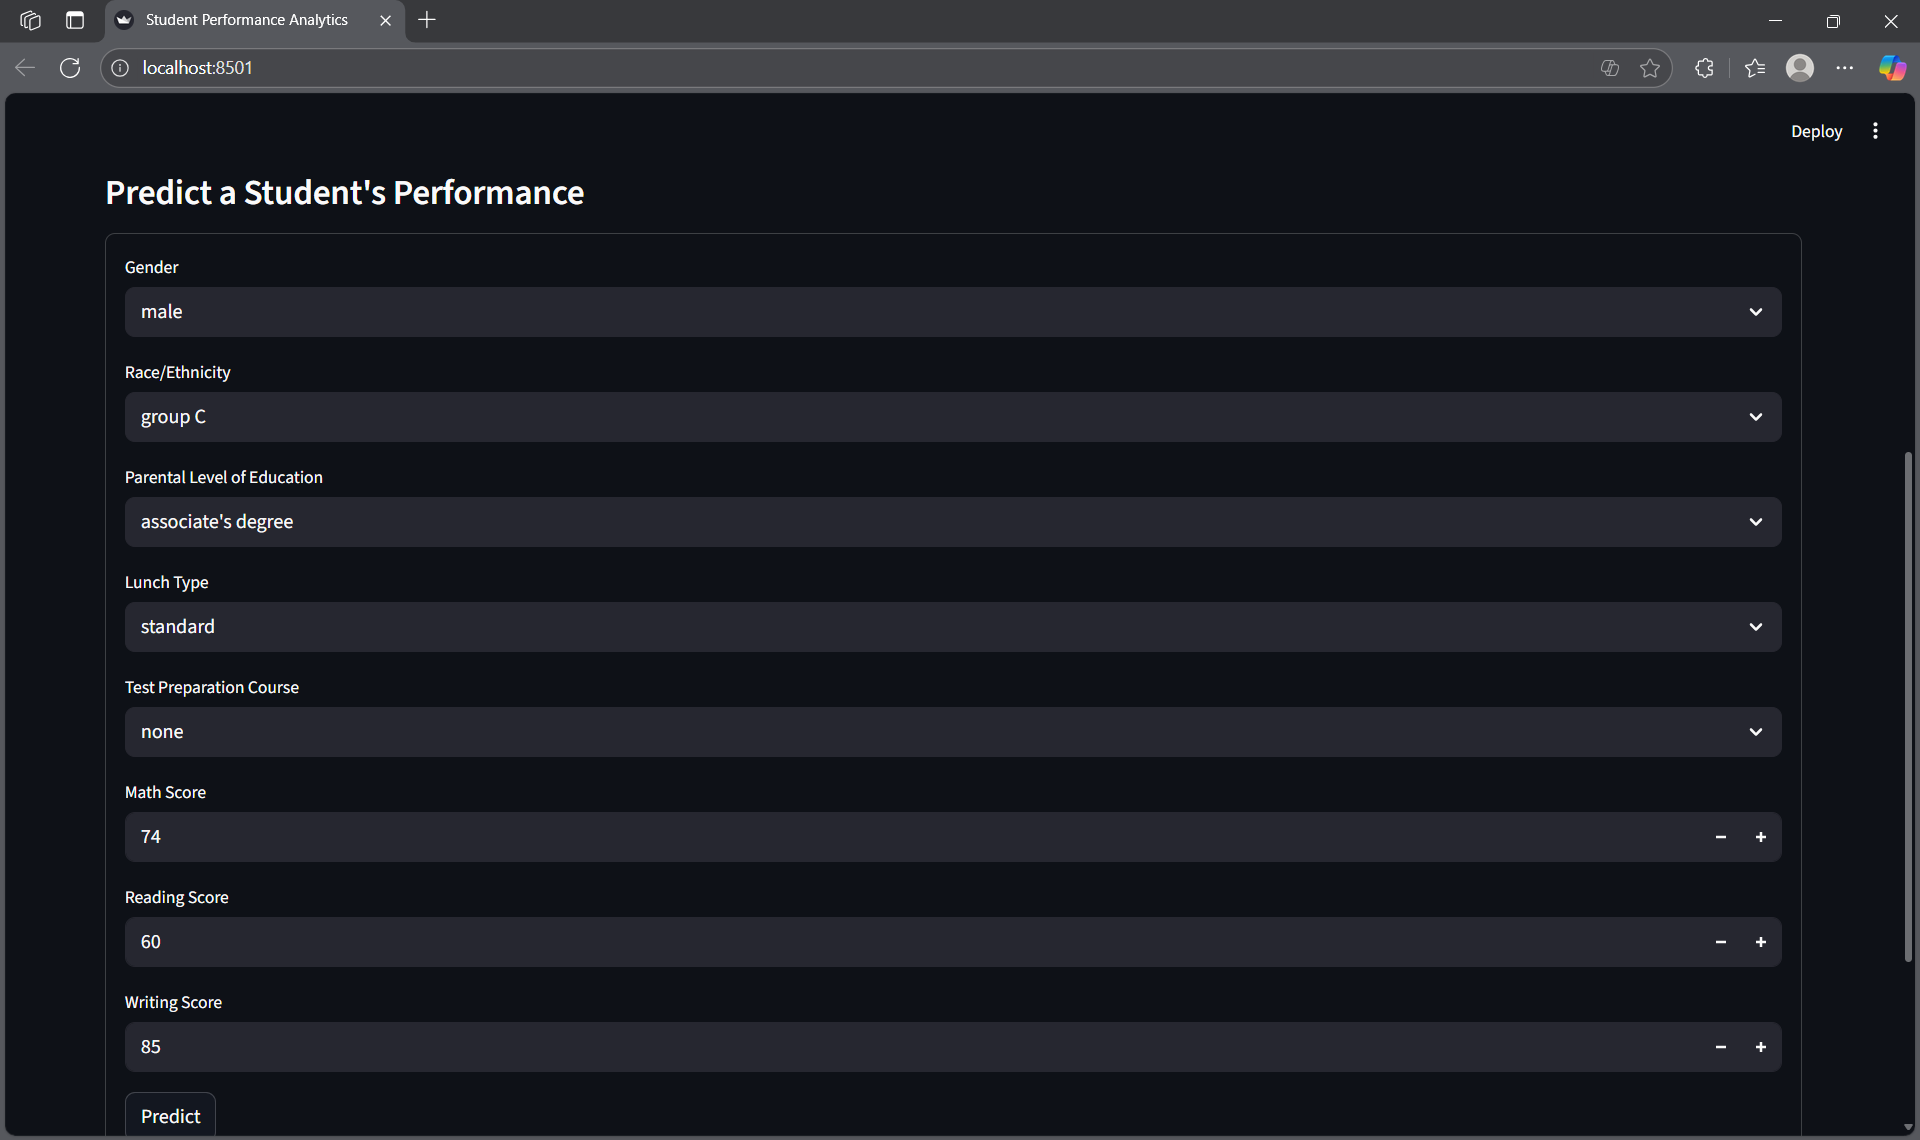 Student Performance Analytics
localhost:8501
Deploy
Predict a Student's Performance
Gender
male
Race/Ethnicity
group C
Parental Level of Education
associate's degree
Lunch Type
standard
Test Preparation Course
none
Math Score
74
Reading Score
60
Writing Score
85
Predict